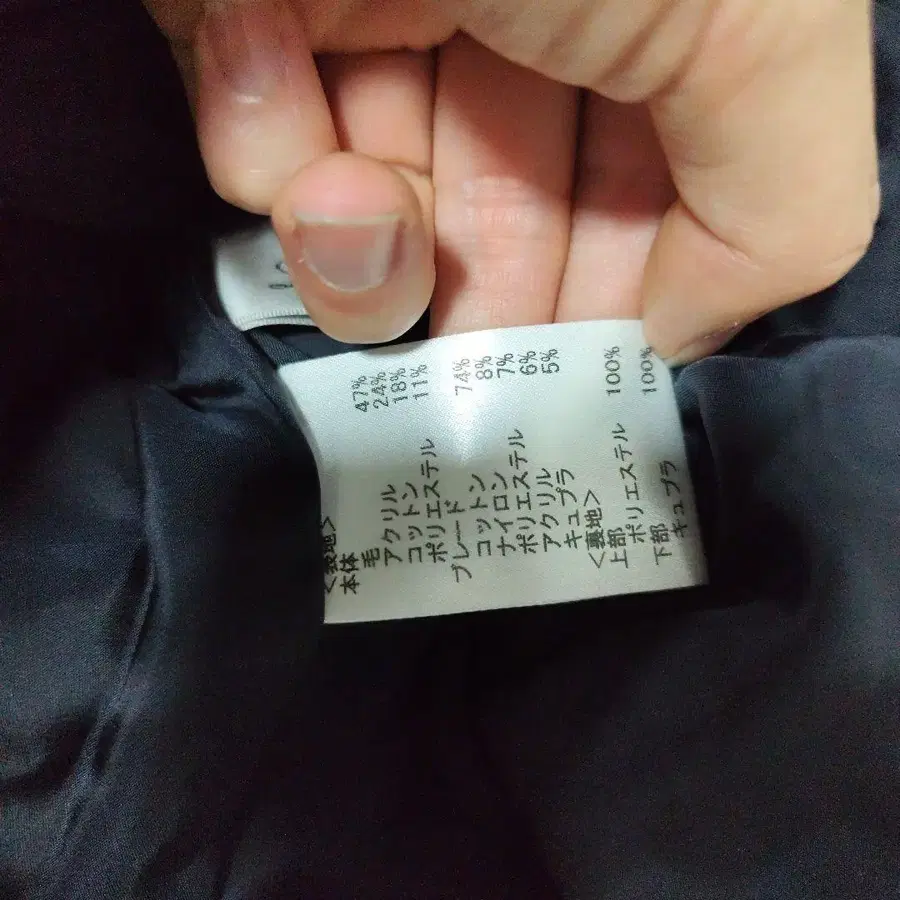 <表地>
本体
毛 47%
アクリル 24%
コットン 18%
ポリエステル 11%
ブレード
コットン 74%
ナイロン 8%
ポリエステル 7%
アクリル 6%
キュプラ 5%
<裏地>
上部
ポリエステル 100%
下部
キュプラ 100%